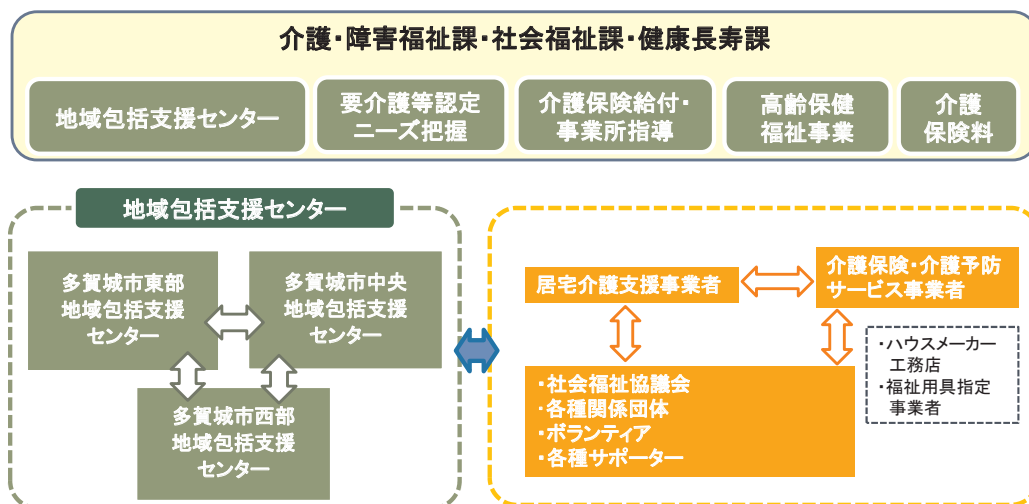 介護・障害福祉課・社会福祉課・健康長寿課
地域包括支援センター
要介護等認定
ニーズ把握
介護保険給付・
事業所指導
高齢保健
福祉事業
介護
保険料
地域包括支援センター
多賀城市東部
地域包括支援
センター
多賀城市中央
地域包括支援
センター
多賀城市西部
地域包括支援
センター
居宅介護支援事業者
介護保険・介護予防
サービス事業者
・社会福祉協議会
・各種関係団体
・ボランティア
・各種サポーター
・ハウスメーカー
工務店
・福祉用具指定
事業者